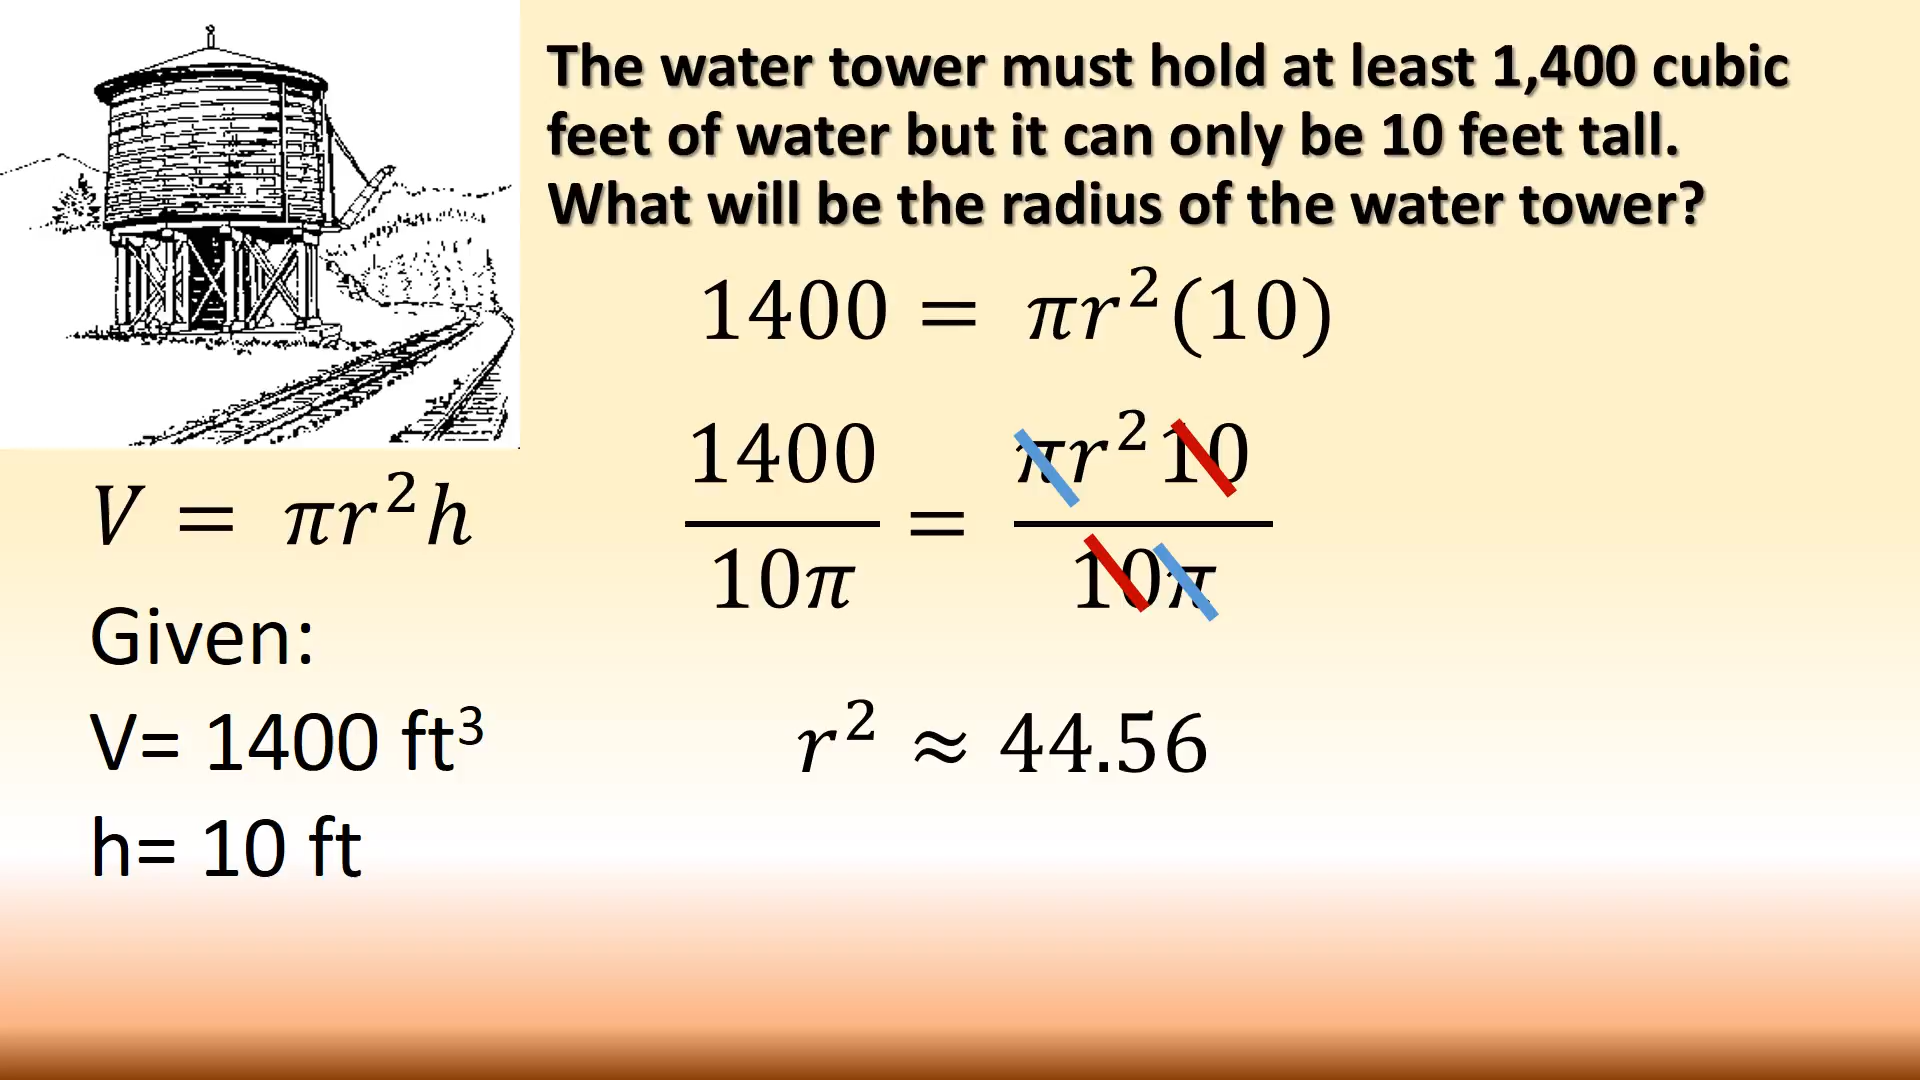 The water tower must hold at least 1,400 cubic
feet of water but it can only be 10 feet tall.
What will be the radius of the water tower?
1400 = πr²(10)
1400 / 10π = πr²10 / 10π
r² ≈ 44.56
V = πr²h
Given:
V= 1400 ft³
h= 10 ft